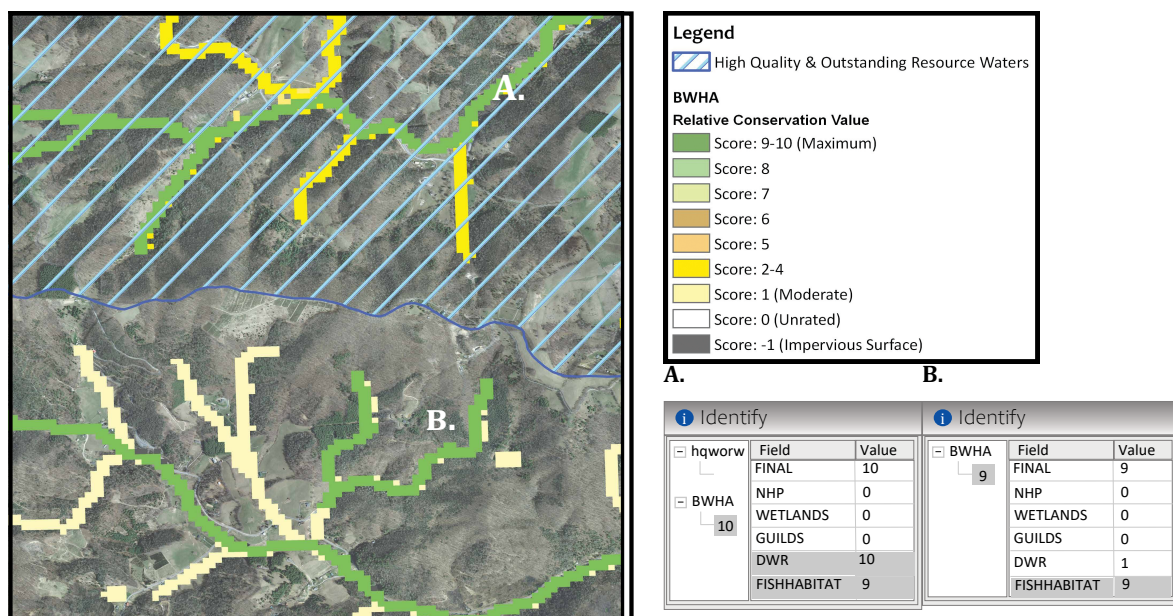 A.
B.
Legend
High Quality & Outstanding Resource Waters
BWHA
Relative Conservation Value
Score: 9-10 (Maximum)
Score: 8
Score: 7
Score: 6
Score: 5
Score: 2-4
Score: 1 (Moderate)
Score: 0 (Unrated)
Score: -1 (Impervious Surface)
A.
i Identify
hqworw
BWHA
10
Field Value
FINAL 10
NHP 0
WETLANDS 0
GUILDS 0
DWR 10
FISHHABITAT 9
B.
i Identify
BWHA
9
Field Value
FINAL 9
NHP 0
WETLANDS 0
GUILDS 0
DWR 1
FISHHABITAT 9